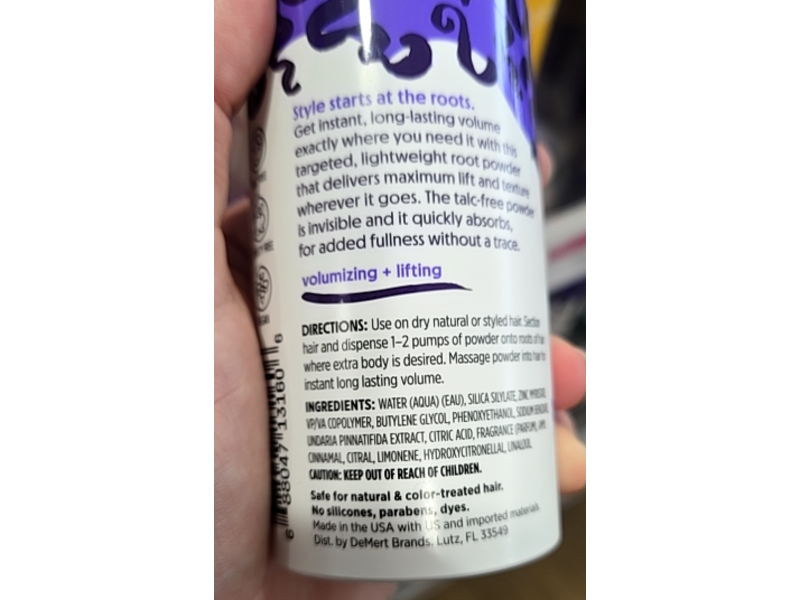 Style starts at the roots.
Get instant, long-lasting volume
exactly where you need it with this
targeted, lightweight root powder
that delivers maximum lift and texture
wherever it goes. The talc-free powder
is invisible and it quickly absorbs,
for added fullness without a trace.
volumizing + lifting
DIRECTIONS: Use on dry natural or styled hair. Section
hair and dispense 1-2 pumps of powder onto roots of hair
where extra body is desired. Massage powder into hair for
instant long lasting volume.
INGREDIENTS: WATER (AQUA) (EAU), SILICA SILYLATE, ZINC
VP/VA COPOLYMER, BUTYLENE GLYCOL, PHENOXYETHANOL, SODIUM
UNDARIA PINNATIFIDA EXTRACT, CITRIC ACID, FRAGRANCE (PARFUM),
CINNAMAL, CITRAL, LIMONENE, HYDROXYCITRONELLAL, LINALOOL
CAUTION: KEEP OUT OF REACH OF CHILDREN.
Safe for natural & color-treated hair.
No silicones, parabens, dyes.
Made in the USA with US and imported materials
Dist. by DeMert Brands, Lutz, FL 33549
6 88047 13160 6